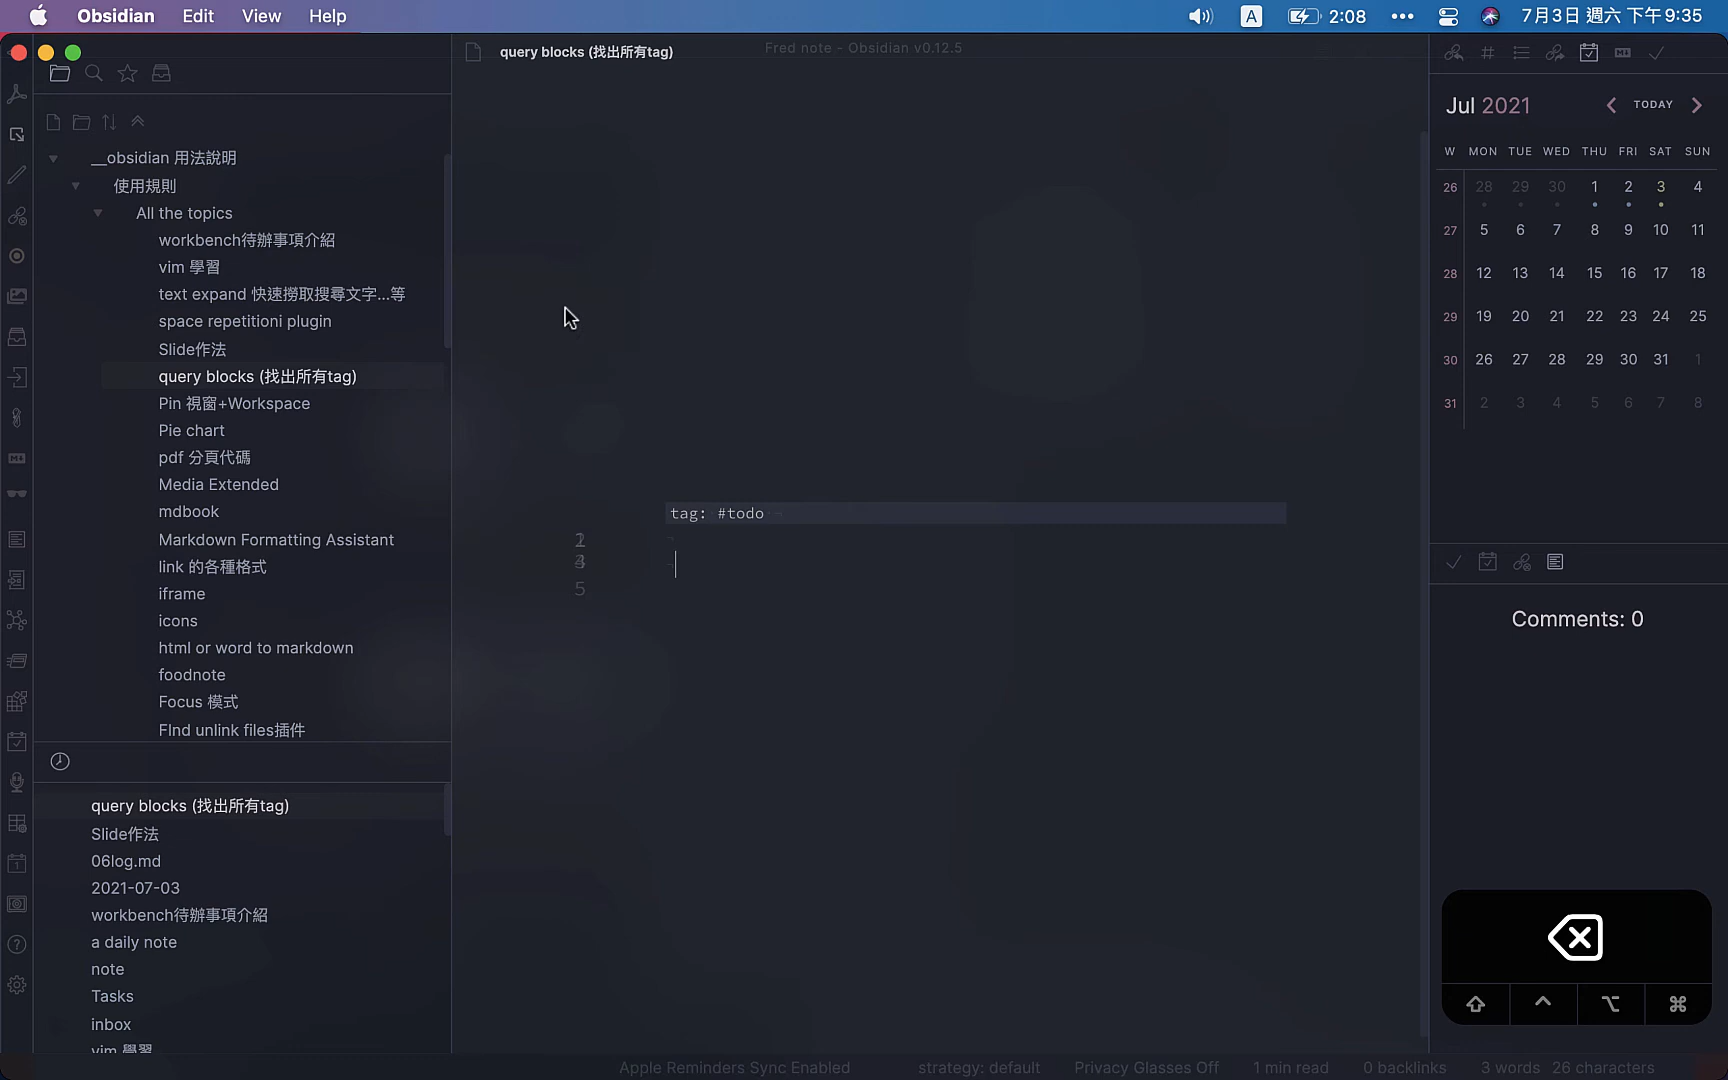 Obsidian Edit View Help
A 2:08 ••• 7月3日 週六 下午9:35
query blocks (找出所有tag)
Fred note - Obsidian v0.12.5
__obsidian 用法說明
使用規則
All the topics
workbench待辦事項介紹
vim 學習
text expand 快速撈取搜尋文字...等
space repetitioni plugin
Slide作法
query blocks (找出所有tag)
Pin 視窗+Workspace
Pie chart
pdf 分頁代碼
Media Extended
mdbook
Markdown Formatting Assistant
link 的各種格式
iframe
icons
html or word to markdown
foodnote
Focus 模式
FInd unlink files插件
query blocks (找出所有tag)
Slide作法
06log.md
2021-07-03
workbench待辦事項介紹
a daily note
note
Tasks
inbox
vim 學習
tag: #todo
5
Jul 2021 TODAY
W MON TUE WED THU FRI SAT SUN
26 28 29 30 1 2 3 4
27 5 6 7 8 9 10 11
28 12 13 14 15 16 17 18
29 19 20 21 22 23 24 25
30 26 27 28 29 30 31 1
31 2 3 4 5 6 7 8
Comments: 0
Apple Reminders Sync Enabled strategy: default Privacy Glasses Off 1 min read 0 backlinks 3 words 26 characters